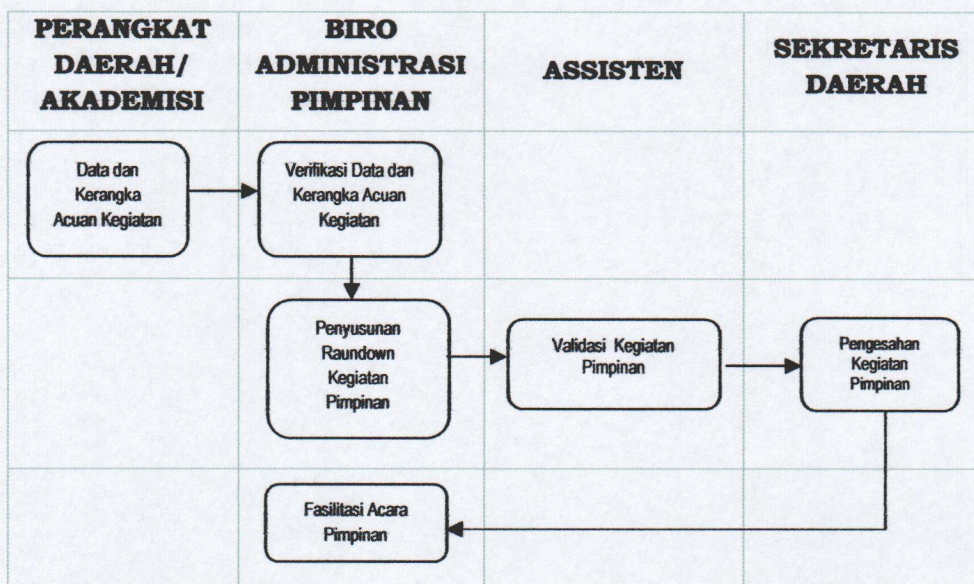 PERANGKAT
DAERAH/
AKADEMISI
BIRO
ADMINISTRASI
PIMPINAN
ASSISTEN
SEKRETARIS
DAERAH
Data dan
Kerangka
Acuan Kegiatan
Verifikasi Data dan
Kerangka Acuan
Kegiatan
Penyusunan
Raundown
Kegiatan
Pimpinan
Validasi Kegiatan
Pimpinan
Pengesahan
Kegiatan
Pimpinan
Fasilitasi Acara
Pimpinan